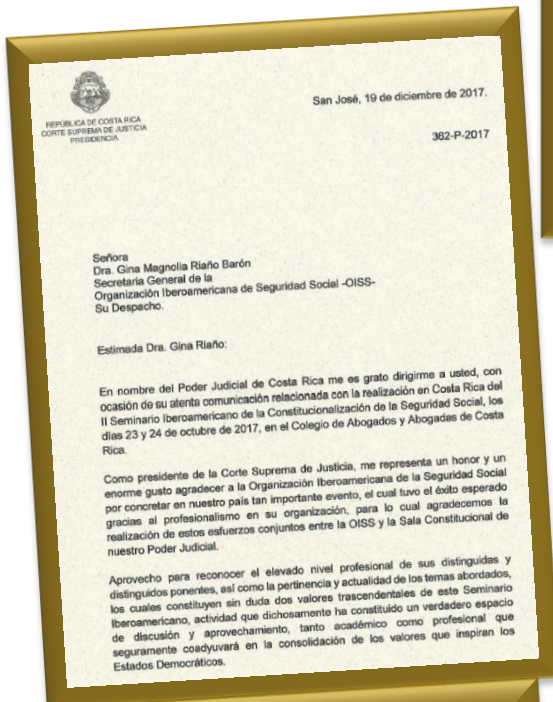 San José, 19 de diciembre de 2017.
REPÚBLICA DE COSTA RICA
CORTE SUPREMA DE JUSTICIA
PRESIDENCIA
362-P-2017
Señora
Dra. Gina Magnolia Riaño Barón
Secretaria General de la
Organización Iberoamericana de Seguridad Social -OISS-
Su Despacho.
Estimada Dra. Gina Riaño:
En nombre del Poder Judicial de Costa Rica me es grato dirigirme a usted, con
ocasión de su atenta comunicación relacionada con la realización en Costa Rica del
II Seminario Iberoamericano de la Constitucionalización de la Seguridad Social, los
días 23 y 24 de octubre de 2017, en el Colegio de Abogados y Abogadas de Costa
Rica.
Como presidente de la Corte Suprema de Justicia, me representa un honor y un
enorme gusto agradecer a la Organización Iberoamericana de la Seguridad Social
por concretar en nuestro país tan importante evento, el cual tuvo el éxito esperado
gracias al profesionalismo en su organización, para lo cual agradecemos la
realización de estos esfuerzos conjuntos entre la OISS y la Sala Constitucional de
nuestro Poder Judicial.
Aprovecho para reconocer el elevado nivel profesional de sus distinguidas y
distinguidos ponentes, así como la pertinencia y actualidad de los temas abordados,
los cuales constituyen sin duda dos valores trascendentales de este Seminario
Iberoamericano, actividad que dichosamente ha constituido un verdadero espacio
de discusión y aprovechamiento, tanto académico como profesional que
seguramente coadyuvará en la consolidación de los valores que inspiran los
Estados Democráticos.